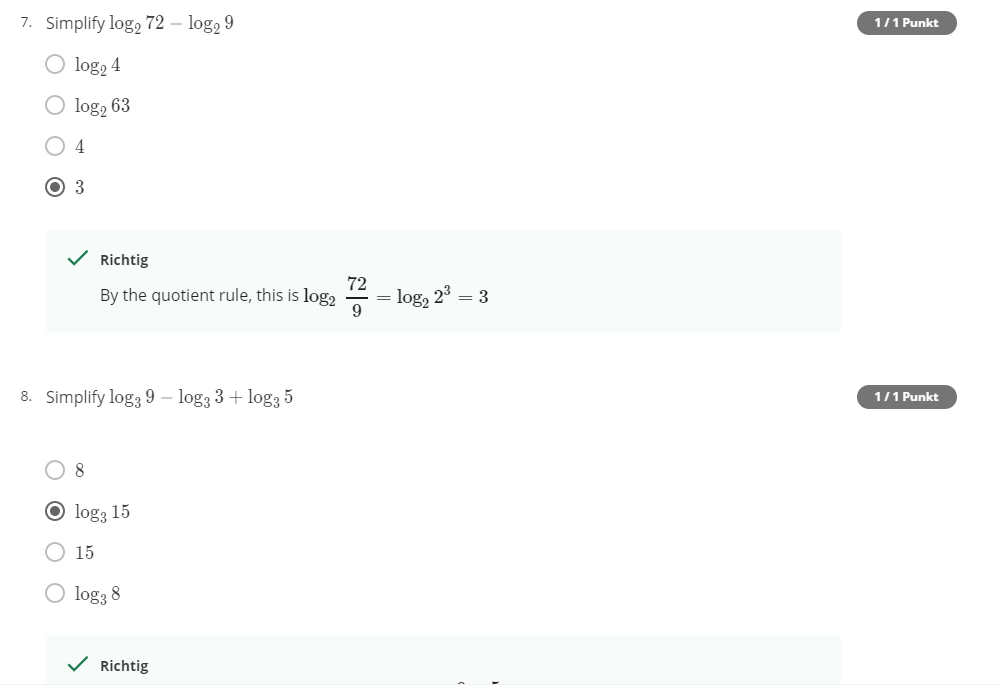 7. Simplify log₂ 72 − log₂ 9
1 / 1 Punkt
log₂ 4
log₂ 63
4
3
Richtig
By the quotient rule, this is log₂ 72/9 = log₂ 2³ = 3
8. Simplify log₃ 9 − log₃ 3 + log₃ 5
1 / 1 Punkt
8
log₃ 15
15
log₃ 8
Richtig